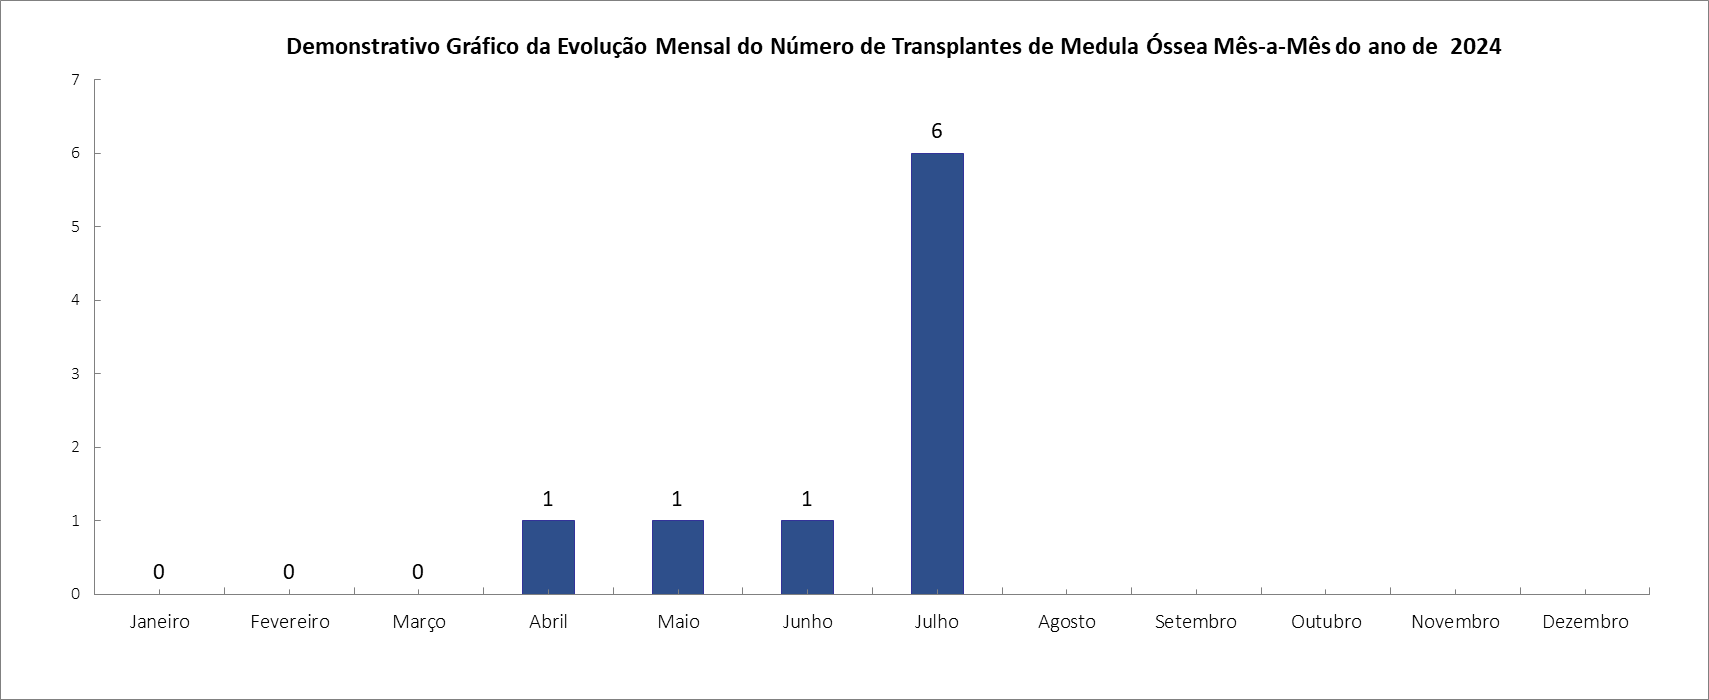 Demonstrativo Gráfico da Evolução Mensal do Número de Transplantes de Medula Óssea Mês-a-Mês do ano de 2024
7
6
5
4
3
2
1
0
0 0 0 1 1 1 6
Janeiro Fevereiro Março Abril Maio Junho Julho Agosto Setembro Outubro Novembro Dezembro